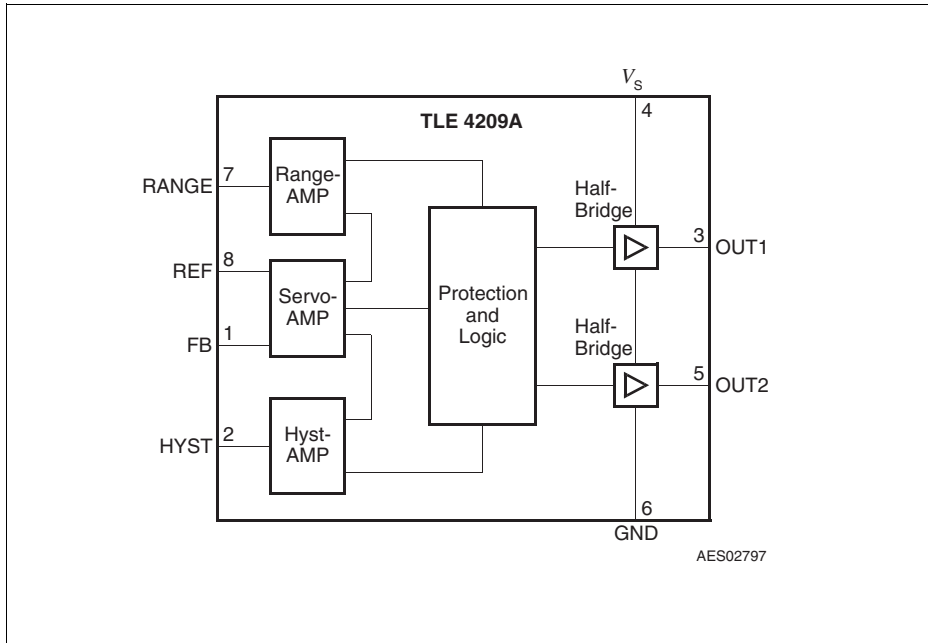 VS
4
TLE 4209A
RANGE
7
Range-
AMP
Half-
Bridge
3
OUT1
REF
8
Servo-
AMP
Protection
and
Logic
FB
1
Half-
Bridge
5
OUT2
HYST
2
Hyst-
AMP
6
GND
AES02797